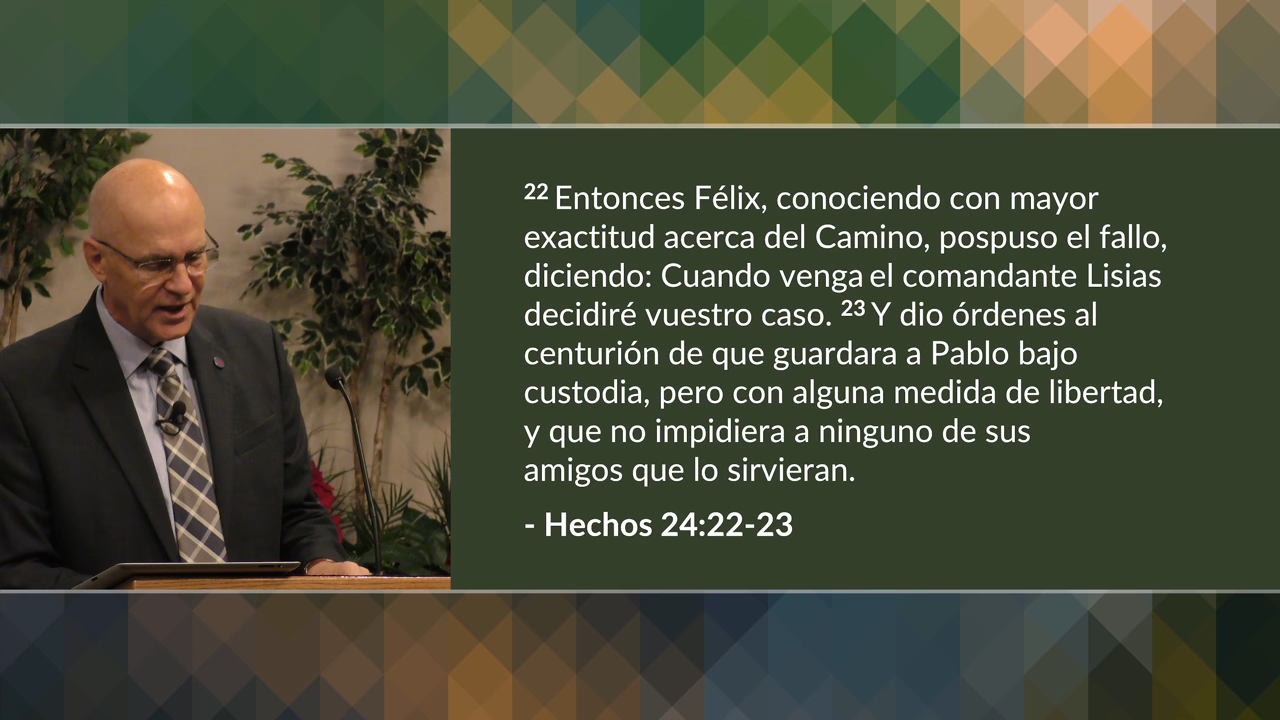 22 Entonces Félix, conociendo con mayor
exactitud acerca del Camino, pospuso el fallo,
diciendo: Cuando venga el comandante Lisias
decidiré vuestro caso. 23 Y dio órdenes al
centurión de que guardara a Pablo bajo
custodia, pero con alguna medida de libertad,
y que no impidiera a ninguno de sus
amigos que lo sirvieran.
- Hechos 24:22-23